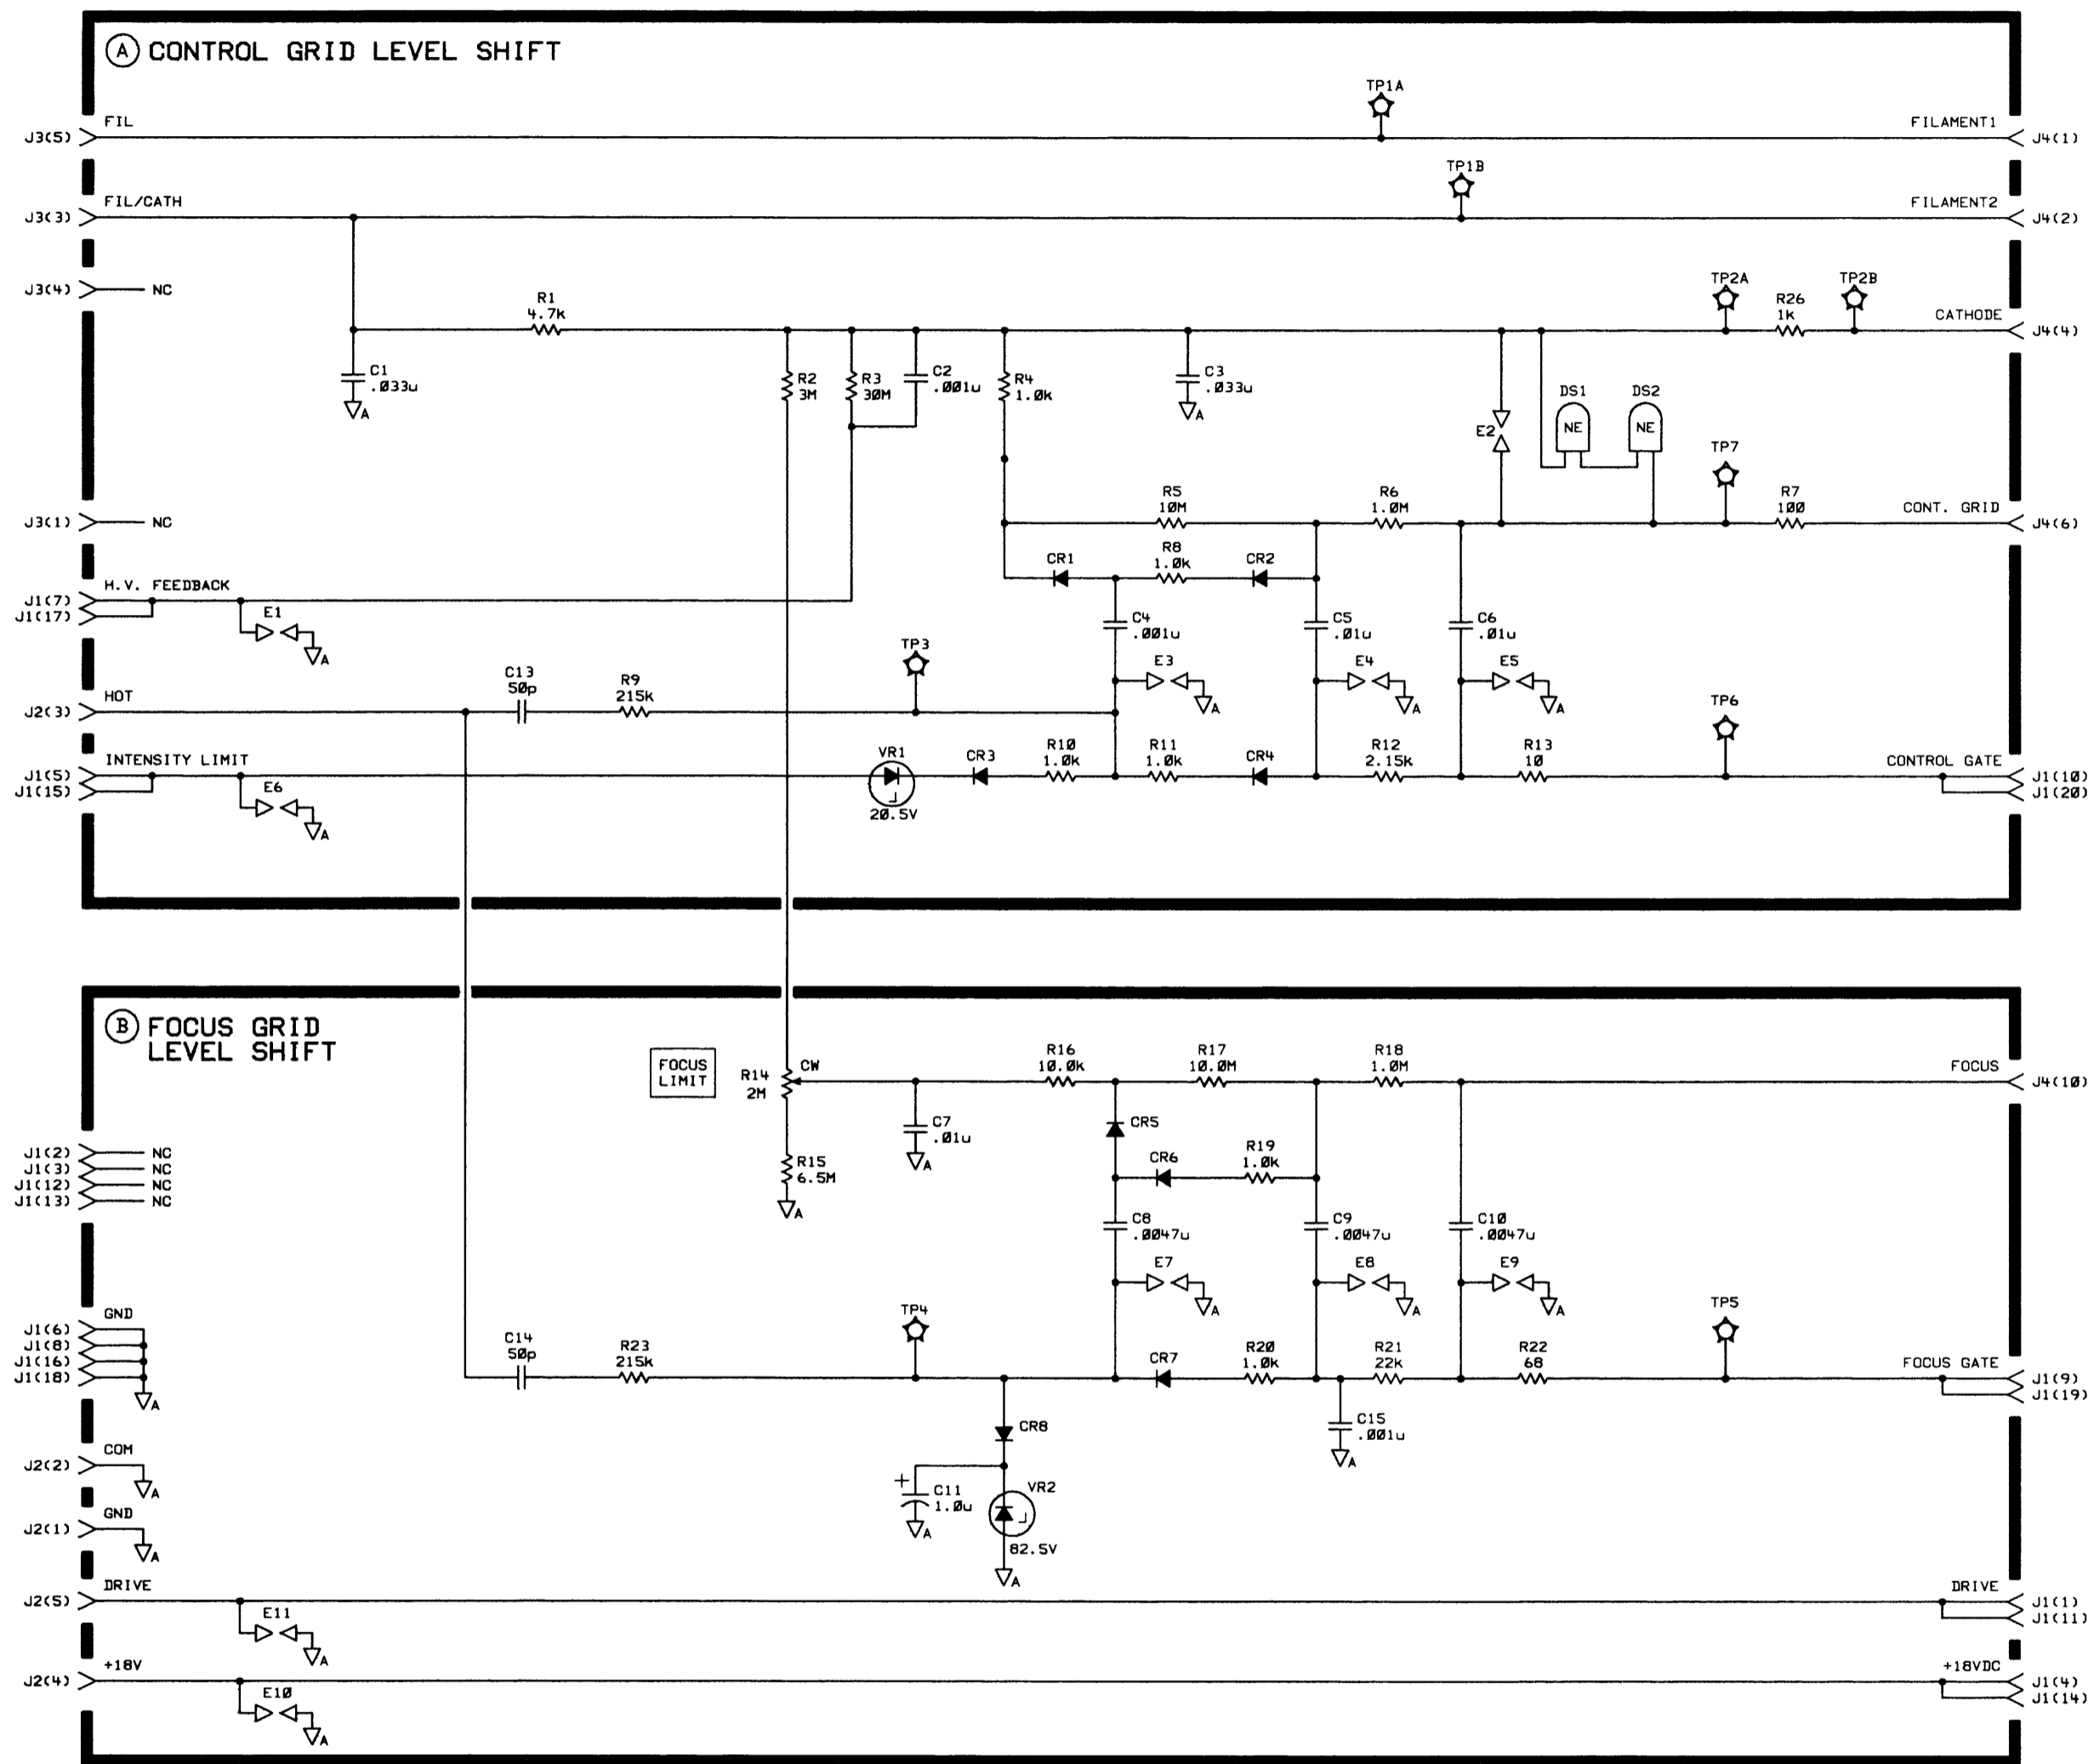 A CONTROL GRID LEVEL SHIFT
TP1A
FIL
FILAMENT1
J3(5)
J4(1)
TP1B
FIL/CATH
FILAMENT2
J3(3)
J4(2)
J3(4) NC
R1
4.7k
TP2A
R26
1k
TP2B
CATHODE
J4(4)
C1
.033u
A
R2
3M
R3
30M
C2
.001u
R4
1.0k
C3
.033u
A
E2
DS1
NE
DS2
NE
TP7
J3(1) NC
R5
10M
R6
1.0M
R7
100
CONT. GRID
J4(6)
CR1
R8
1.0k
CR2
H.V. FEEDBACK
J1(7)
J1(17)
E1
A
C4
.001u
C5
.01u
C6
.01u
TP3
E3
A
E4
A
E5
A
HOT
J2(3)
C13
50p
R9
215k
TP6
INTENSITY LIMIT
J1(5)
J1(15)
E6
A
VR1
20.5V
CR3
R10
1.0k
R11
1.0k
CR4
R12
2.15k
R13
10
CONTROL GATE
J1(10)
J1(20)
B FOCUS GRID
LEVEL SHIFT
FOCUS
LIMIT
R14
2M
CW
R16
10.0k
R17
10.0M
R18
1.0M
FOCUS
J4(10)
C7
.01u
A
CR5
J1(2) NC
J1(3) NC
J1(12) NC
J1(13) NC
R15
6.5M
A
CR6
R19
1.0k
C8
.0047u
C9
.0047u
C10
.0047u
E7
A
E8
A
E9
A
GND
J1(6)
J1(8)
J1(16)
J1(18)
A
C14
50p
R23
215k
TP4
CR7
R20
1.0k
R21
22k
R22
68
TP5
FOCUS GATE
J1(9)
J1(19)
CR8
C15
.001u
A
COM
J2(2)
A
+
C11
1.0u
A
VR2
82.5V
A
GND
J2(1)
A
DRIVE
J2(5)
E11
A
DRIVE
J1(1)
J1(11)
+18V
J2(4)
E10
A
+18VDC
J1(4)
J1(14)